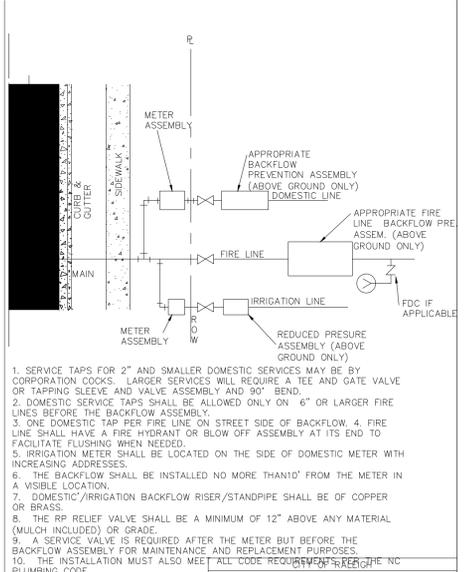 PL
METER
ASSEMBLY
APPROPRIATE
BACKFLOW
PREVENTION ASSEMBLY
(ABOVE GROUND ONLY)
DOMESTIC LINE
CURB &
GUTTER
SIDEWALK
APPROPRIATE FIRE
LINE BACKFLOW PRE.
ASSEM. (ABOVE
GROUND ONLY)
FIRE LINE
MAIN
FDC IF
APPLICABLE
IRRIGATION LINE
METER
ASSEMBLY
ROW
REDUCED PRESURE
ASSEMBLY (ABOVE
GROUND ONLY)
1. SERVICE TAPS FOR 2" AND SMALLER DOMESTIC SERVICES MAY BE BY
CORPORATION COCKS. LARGER SERVICES WILL REQUIRE A TEE AND GATE VALVE
OR TAPPING SLEEVE AND VALVE ASSEMBLY AND 90° BEND.
2. DOMESTIC SERVICE TAPS SHALL BE ALLOWED ONLY ON 6" OR LARGER FIRE
LINES BEFORE THE BACKFLOW ASSEMBLY.
3. ONE DOMESTIC TAP PER FIRE LINE ON STREET SIDE OF BACKFLOW. 4. FIRE
LINE SHALL HAVE A FIRE HYDRANT OR BLOW OFF ASSEMBLY AT ITS END TO
FACILITATE FLUSHING WHEN NEEDED.
5. IRRIGATION METER SHALL BE LOCATED ON THE SIDE OF DOMESTIC METER WITH
INCREASING ADDRESSES.
6. THE BACKFLOW SHALL BE INSTALLED NO MORE THAN10' FROM THE METER IN
A VISIBLE LOCATION.
7. DOMESTIC'/IRRIGATION BACKFLOW RISER/STANDPIPE SHALL BE OF COPPER
OR BRASS.
8. THE RP RELIEF VALVE SHALL BE A MINIMUM OF 12" ABOVE ANY MATERIAL
(MULCH INCLUDED) OR GRADE.
9. A SERVICE VALVE IS REQUIRED AFTER THE METER BUT BEFORE THE
BACKFLOW ASSEMBLY FOR MAINTENANCE AND REPLACEMENT PURPOSES.
10. THE INSTALLATION MUST ALSO MEET ALL CODE REQUIREMENTS PER THE NC
PLUMBING CODE
CITY OF RALEIGH